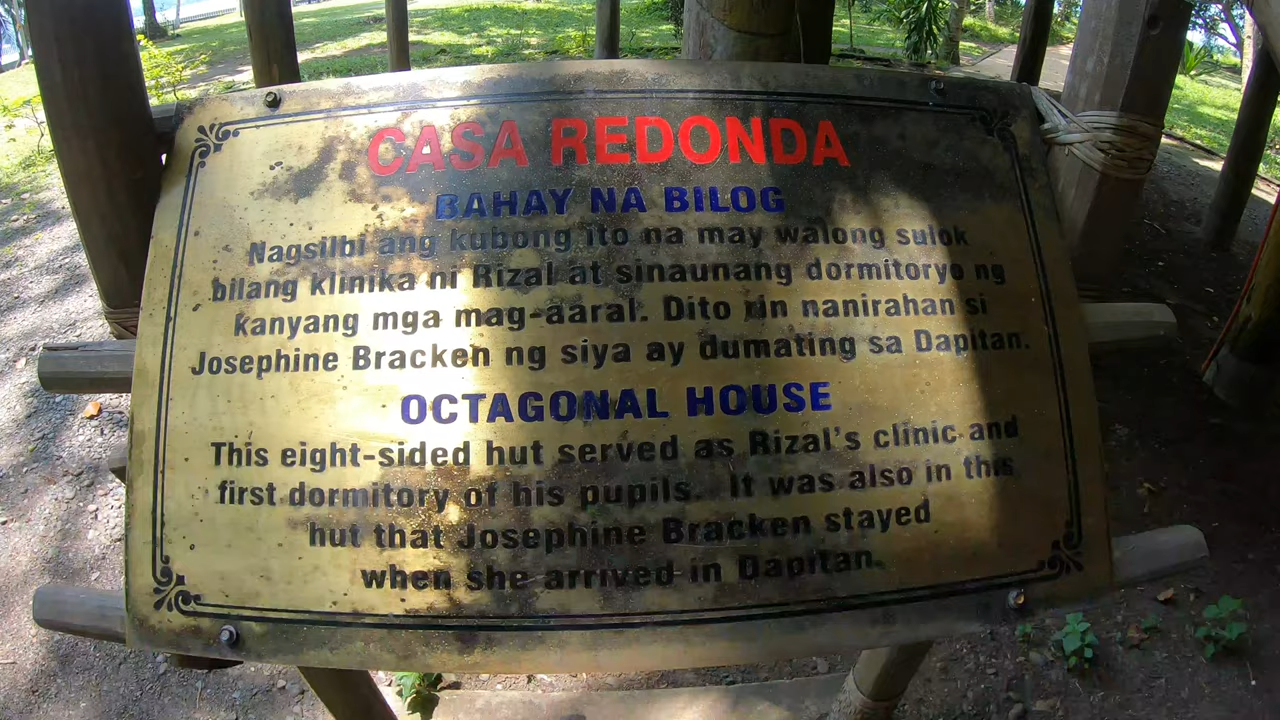 CASA REDONDA
BAHAY NA BILOG
Nagsilbi ang kubong ito na may walong sulok
bilang klinika ni Rizal at sinaunang dormitoryo ng
kanyang mga mag-aaral. Dito rin nanirahan si
Josephine Bracken ng siya ay dumating sa Dapitan.
OCTAGONAL HOUSE
This eight-sided hut served as Rizal's clinic and
first dormitory of his pupils. It was also in this
hut that Josephine Bracken stayed
when she arrived in Dapitan.